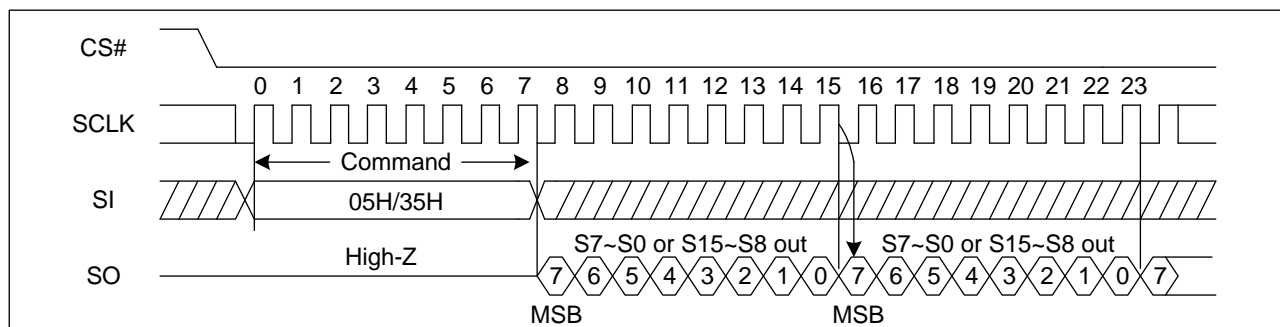 CS#
0 1 2 3 4 5 6 7 8 9 10 11 12 13 14 15 16 17 18 19 20 21 22 23
SCLK
Command
SI
05H/35H
High-Z
S7~S0 or S15~S8 out S7~S0 or S15~S8 out
SO
7 6 5 4 3 2 1 0 7 6 5 4 3 2 1 0 7
MSB MSB